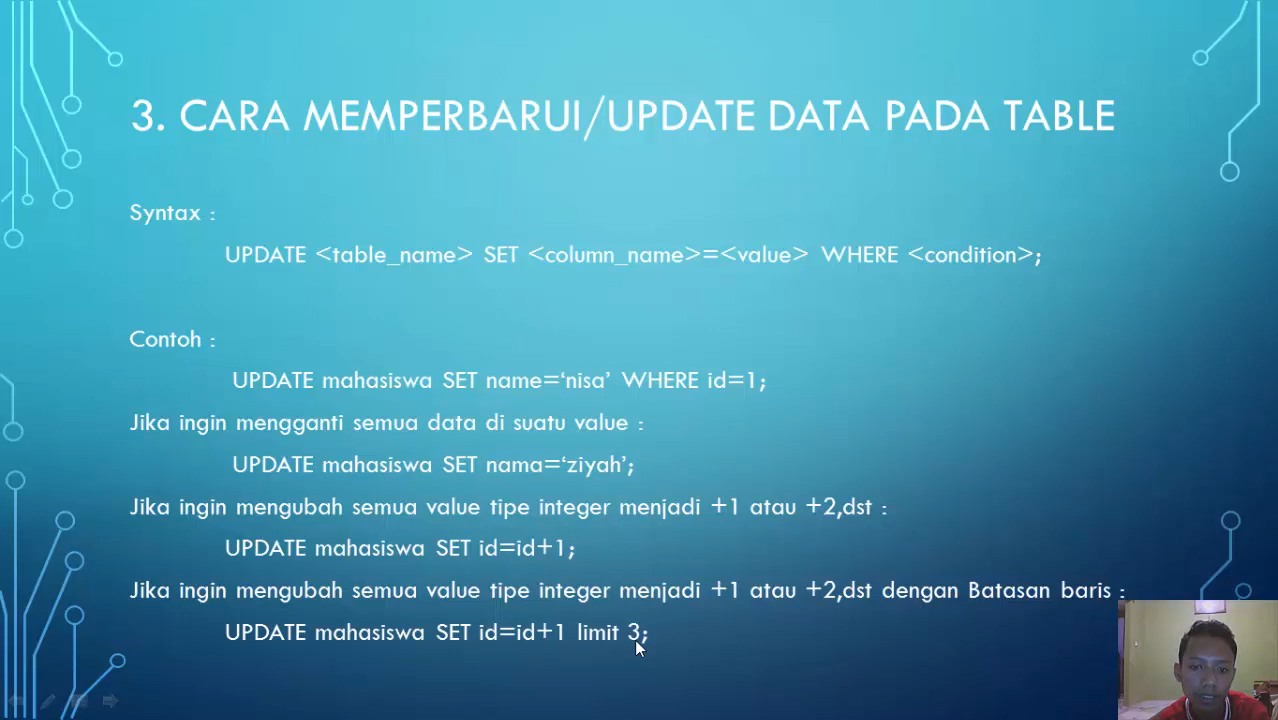 3. CARA MEMPERBARUI/UPDATE DATA PADA TABLE
Syntax :
UPDATE <table_name> SET <column_name>=<value> WHERE <condition>;
Contoh :
UPDATE mahasiswa SET name=‘nisa’ WHERE id=1;
Jika ingin mengganti semua data di suatu value :
UPDATE mahasiswa SET nama=‘ziyah’;
Jika ingin mengubah semua value tipe integer menjadi +1 atau +2,dst :
UPDATE mahasiswa SET id=id+1;
Jika ingin mengubah semua value tipe integer menjadi +1 atau +2,dst dengan Batasan baris :
UPDATE mahasiswa SET id=id+1 limit 3;